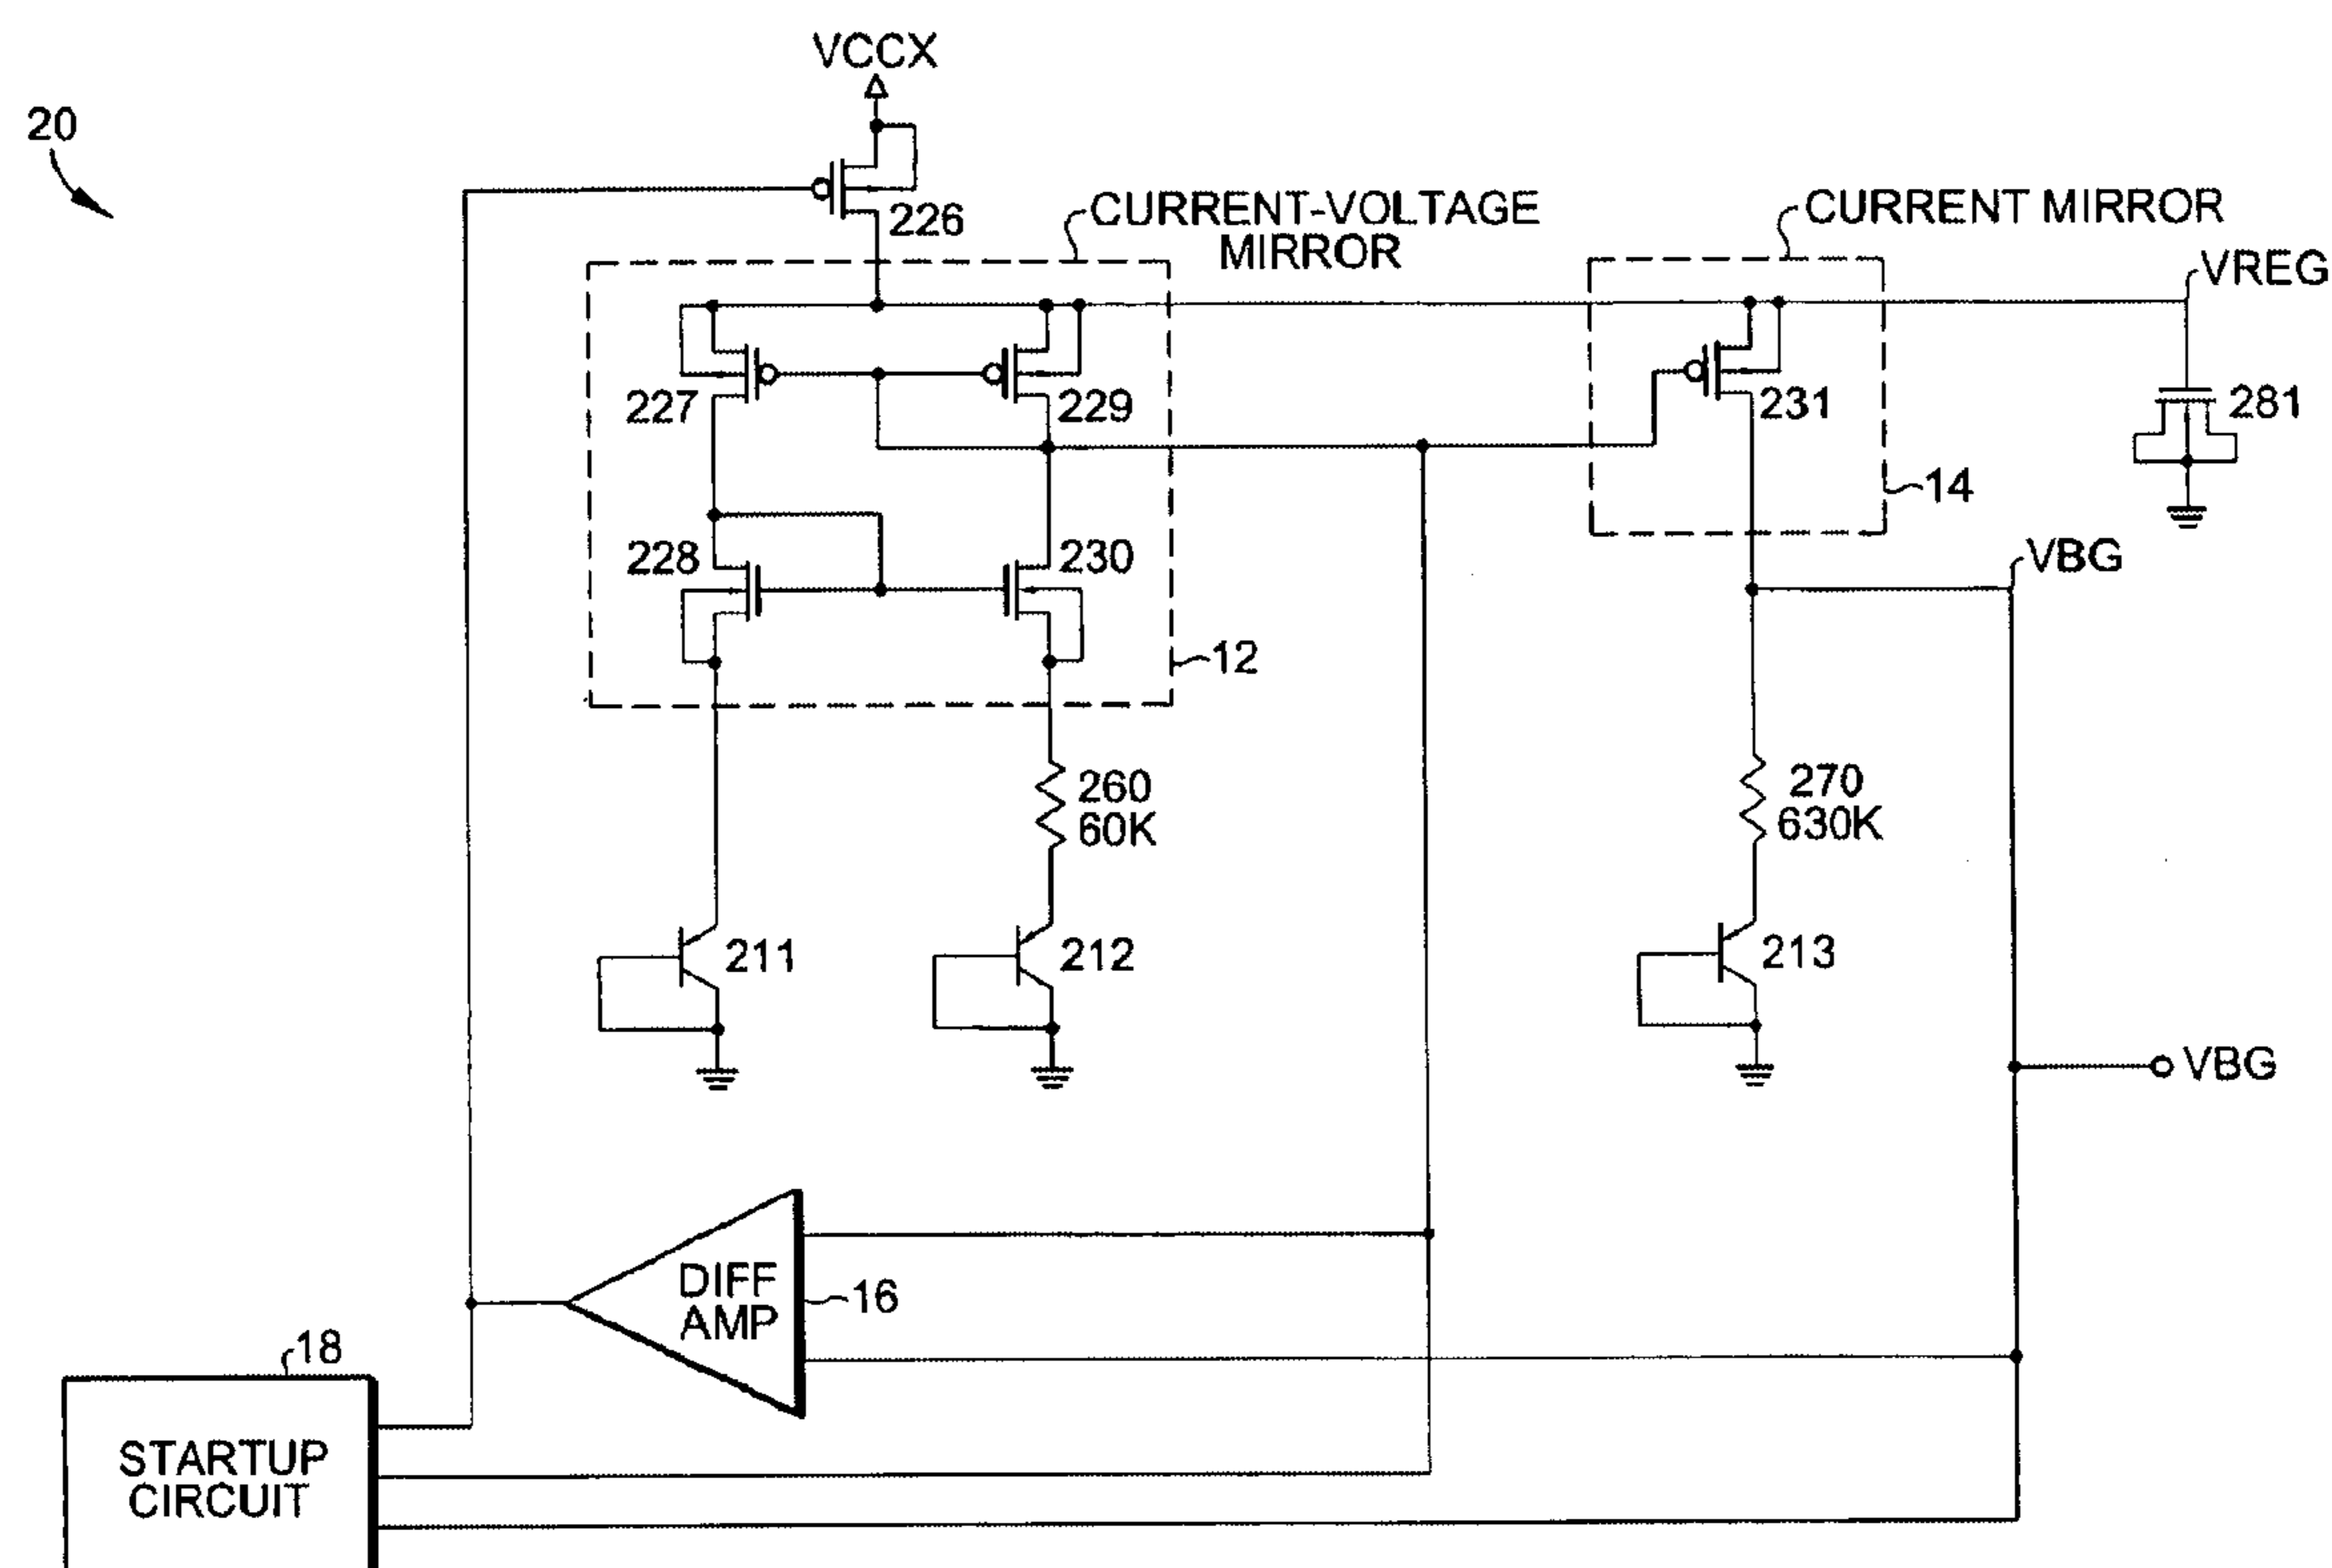 VCCX
20
226
CURRENT-VOLTAGE
MIRROR
CURRENT MIRROR
VREG
227
229
231
281
14
228
230
VBG
12
260
60K
270
630K
211
212
213
VBG
DIFF
AMP
16
18
STARTUP
CIRCUIT